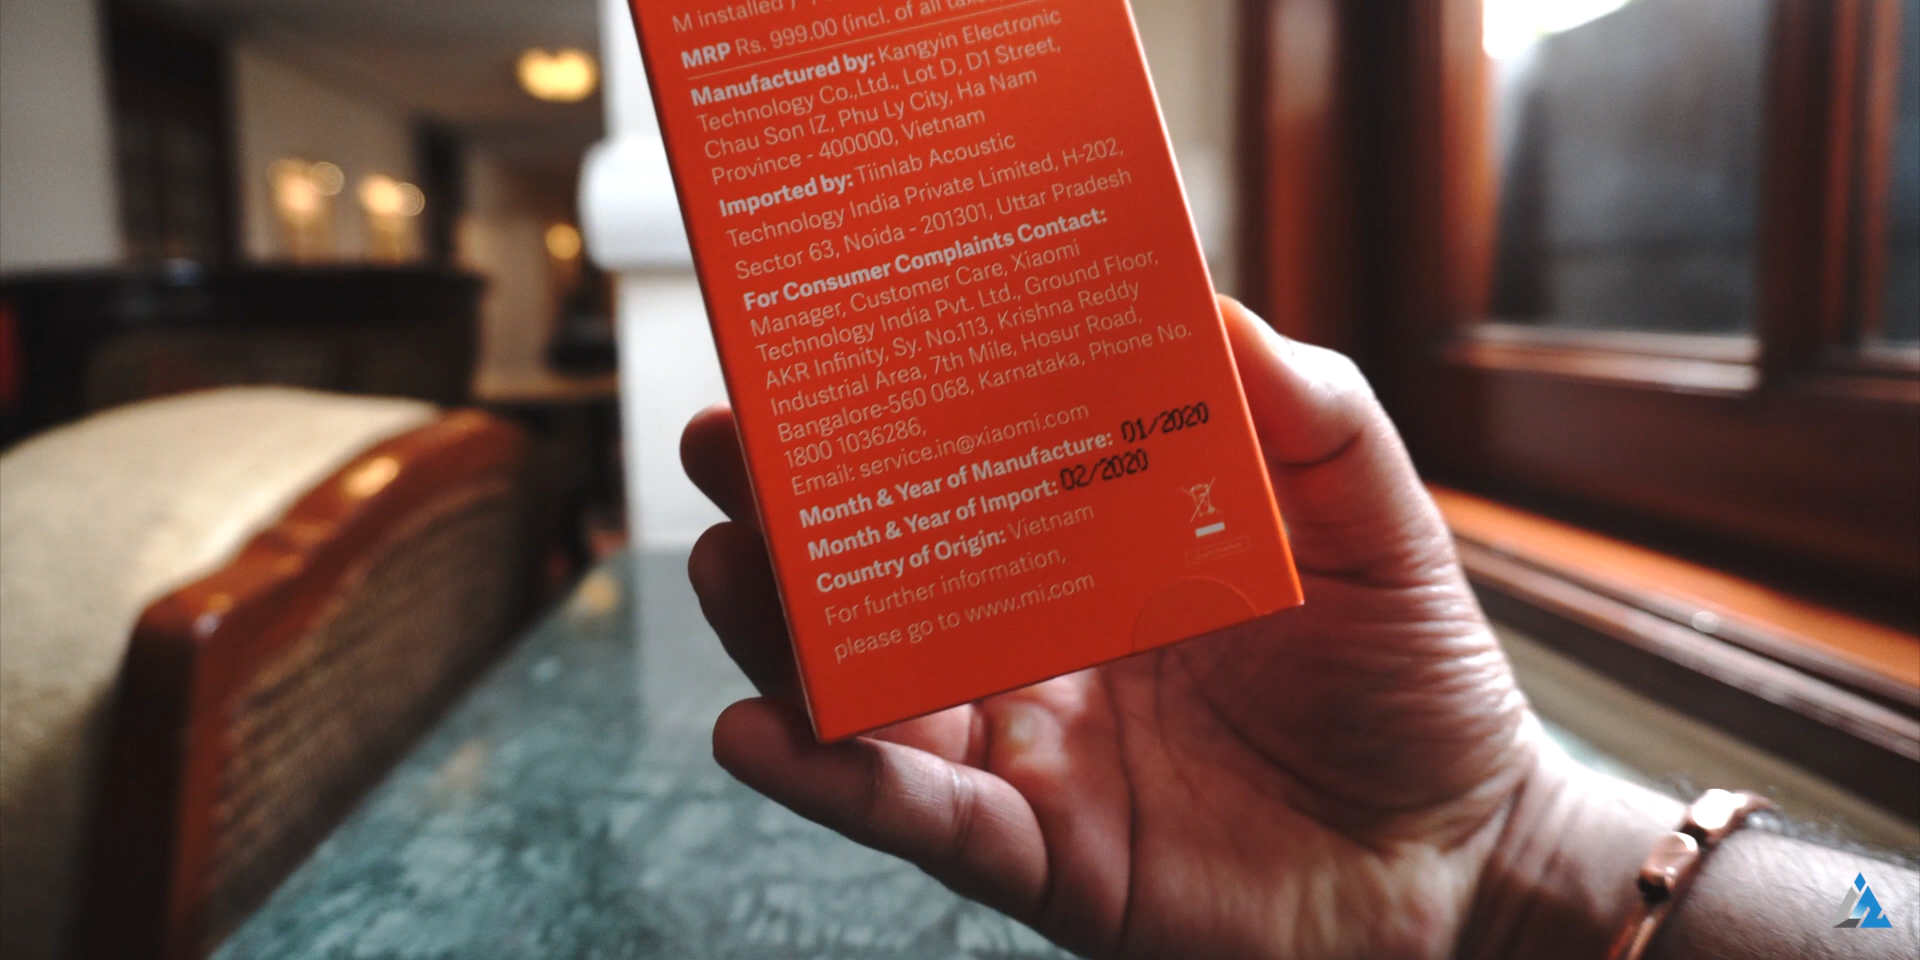 M installed
MRP Rs. 999.00 (incl. of all
Manufactured by: Kangyin Electronic
Technology Co.,Ltd., Lot D, D1 Street,
Chau Son IZ, Phu Ly City, Ha Nam
Province - 400000, Vietnam
Imported by: Tiinlab Acoustic
Technology India Private Limited, H-202,
Sector 63, Noida - 201301, Uttar Pradesh
For Consumer Complaints Contact:
Manager, Customer Care, Xiaomi
Technology India Pvt. Ltd., Ground Floor,
AKR Infinity, Sy. No.113, Krishna Reddy
Industrial Area, 7th Mile, Hosur Road,
Bangalore-560 068, Karnataka, Phone No.
1800 1036286,
Email: service.in@xiaomi.com
Month & Year of Manufacture: 01/2020
Month & Year of Import: 02/2020
Country of Origin: Vietnam
For further information,
please go to www.mi.com